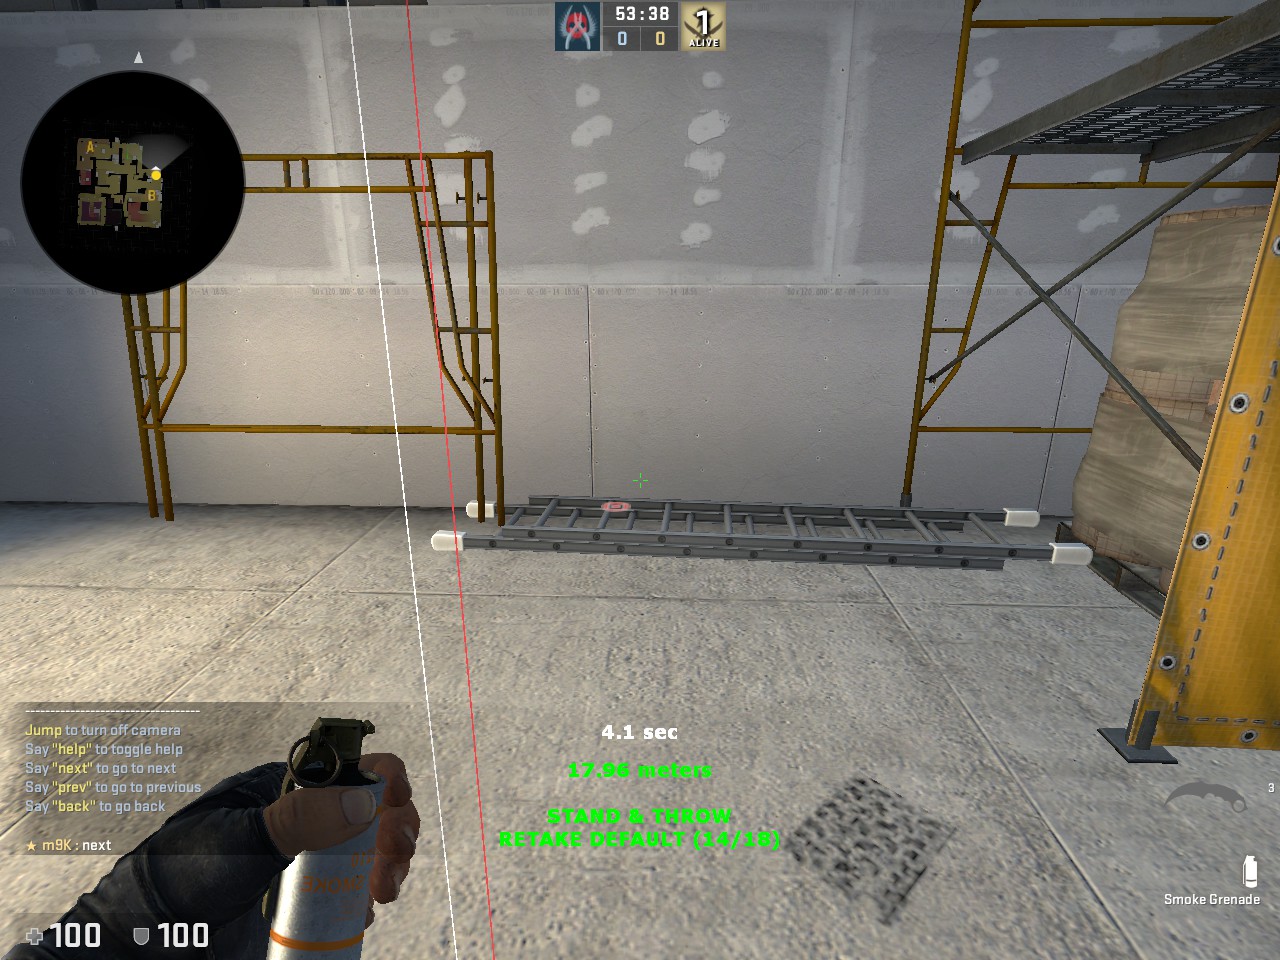 53:38
0 0
1
ALIVE
A
B
4.1 sec
17.96 meters
STAND & THROW
RETAKE DEFAULT (14/18)
Jump to turn off camera
Say "help" to toggle help
Say "next" to go to next
Say "prev" to go to previous
Say "back" to go back
★ m9K : next
3
Smoke Grenade
100 100